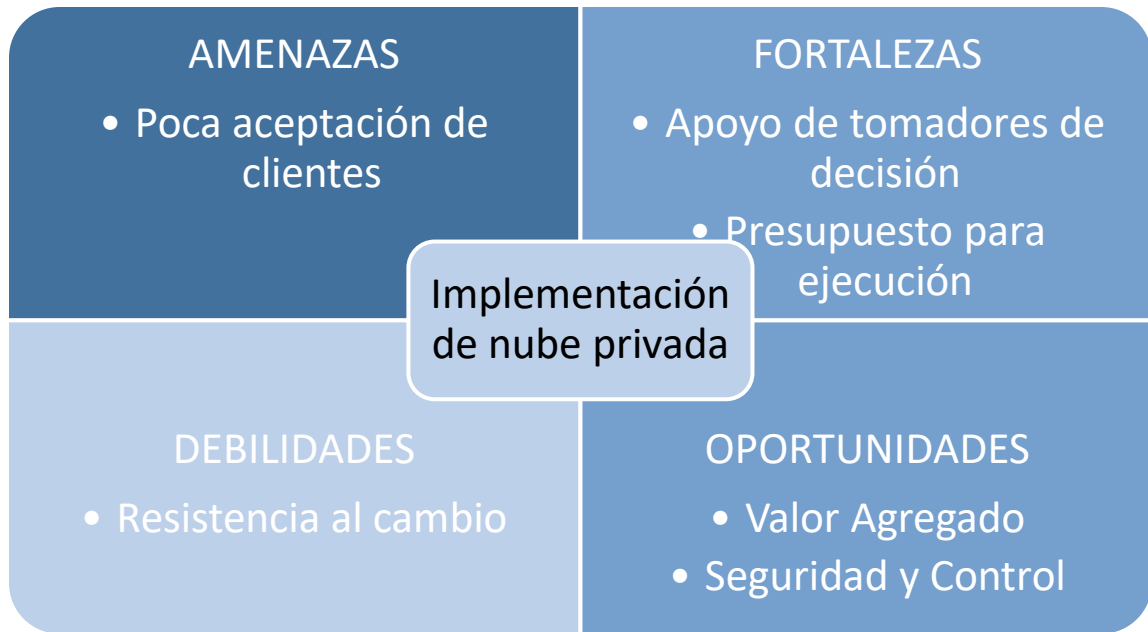 AMENAZAS
• Poca aceptación de
clientes
FORTALEZAS
• Apoyo de tomadores de
decisión
• Presupuesto para
ejecución
Implementación
de nube privada
DEBILIDADES
• Resistencia al cambio
OPORTUNIDADES
• Valor Agregado
• Seguridad y Control